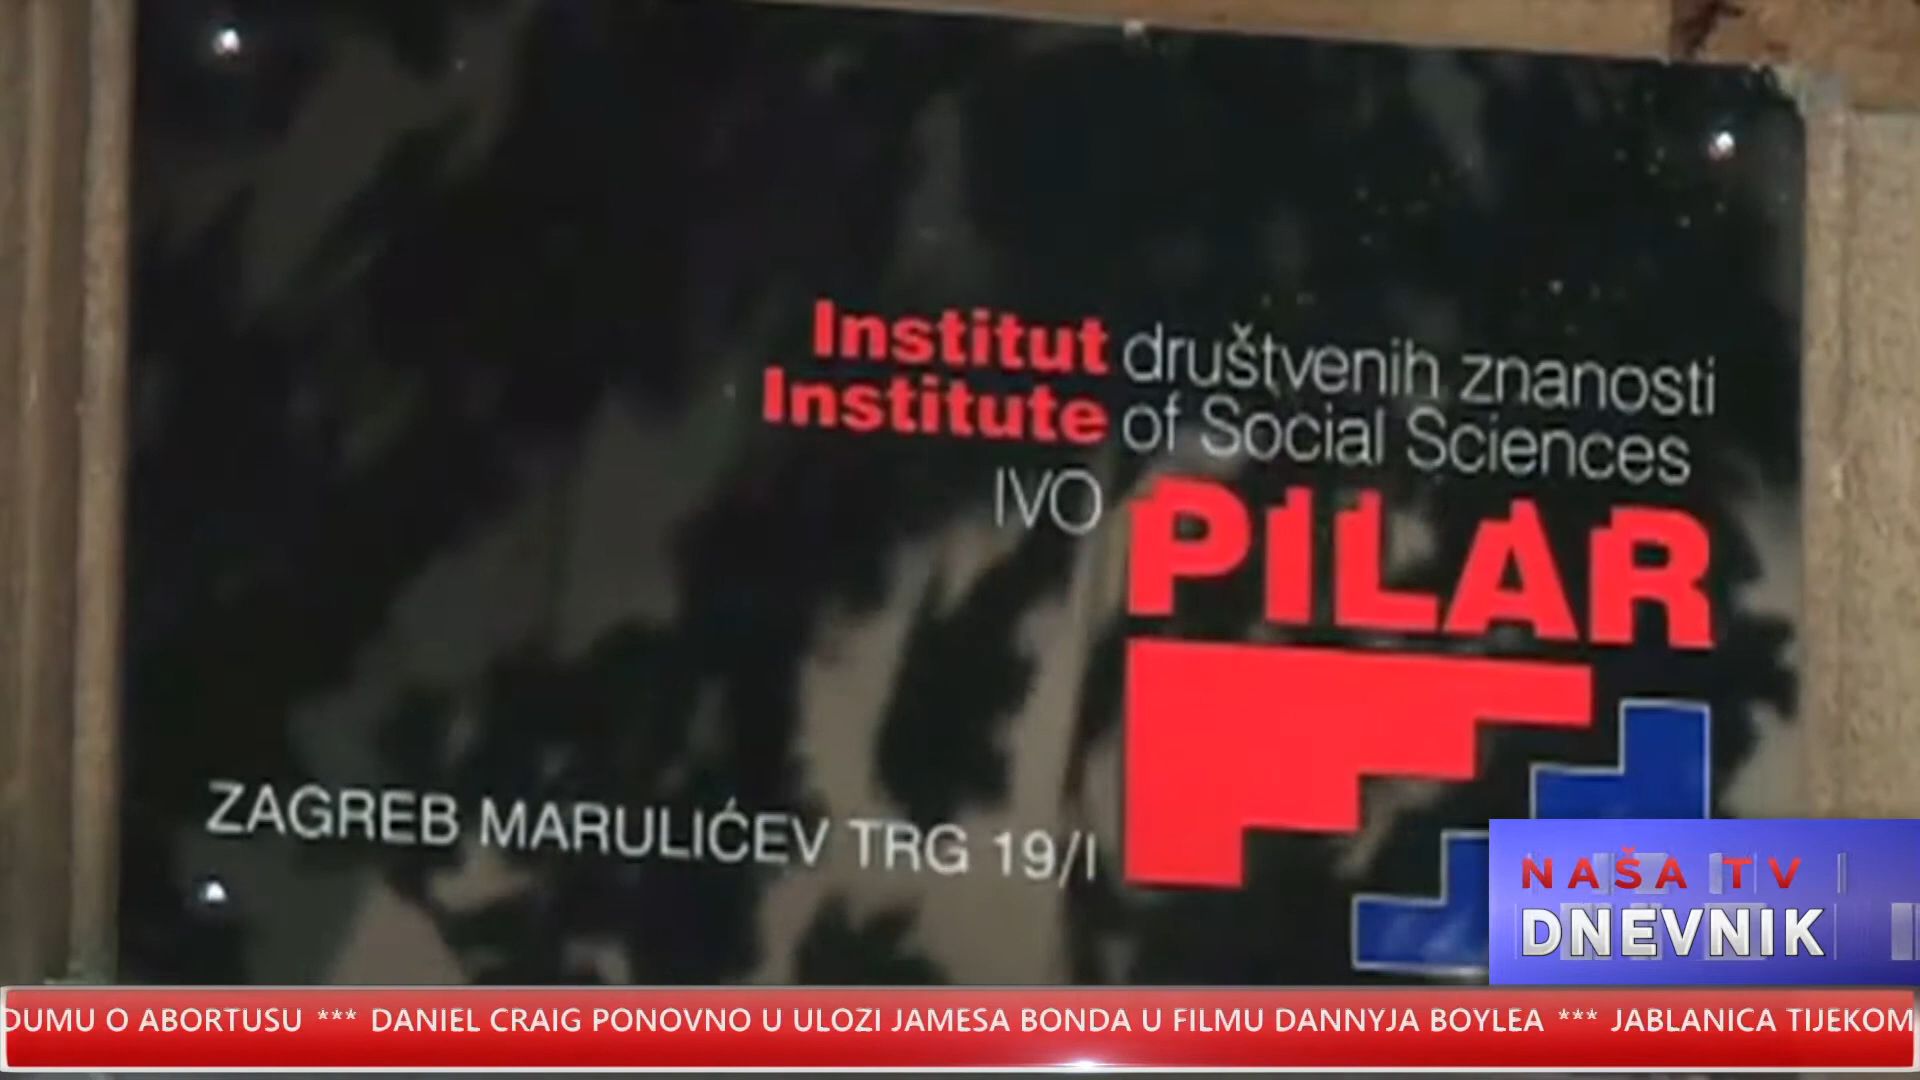 Institut društvenih znanosti
Institute of Social Sciences
IVO PILAR
ZAGREB MARULIĆEV TRG 19/I
NAŠA TV
DNEVNIK
DUMU O ABORTUSU *** DANIEL CRAIG PONOVNO U ULOZI JAMESA BONDA U FILMU DANNYJA BOYLEA *** JABLANICA TIJEKOM